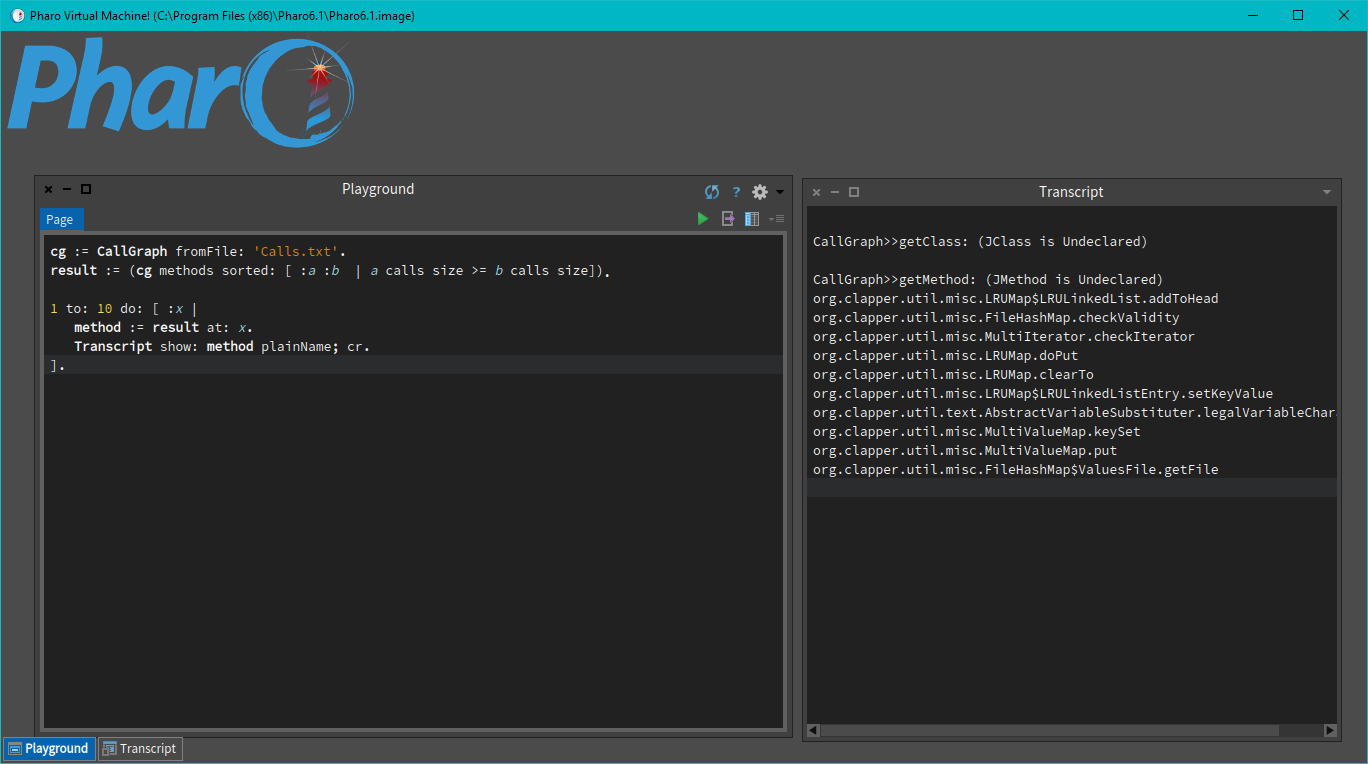 Pharo Virtual Machine! (C:\Program Files (x86)\Pharo6.1\Pharo6.1.image)
Pharo
Playground
?
Page
cg := CallGraph fromFile: 'Calls.txt'.
result := (cg methods sorted: [ :a :b | a calls size >= b calls size]).
1 to: 10 do: [ :x |
method := result at: x.
Transcript show: method plainName; cr.
].
Transcript
CallGraph>>getClass: (JClass is Undeclared)
CallGraph>>getMethod: (JMethod is Undeclared)
org.clapper.util.misc.LRUMap$LRULinkedList.addToHead
org.clapper.util.misc.FileHashMap.checkValidity
org.clapper.util.misc.MultiIterator.checkIterator
org.clapper.util.misc.LRUMap.doPut
org.clapper.util.misc.LRUMap.clearTo
org.clapper.util.misc.LRUMap$LRULinkedListEntry.setKeyValue
org.clapper.util.text.AbstractVariableSubstituter.legalVariableChara
org.clapper.util.misc.MultiValueMap.keySet
org.clapper.util.misc.MultiValueMap.put
org.clapper.util.misc.FileHashMap$ValuesFile.getFile
Playground
Transcript